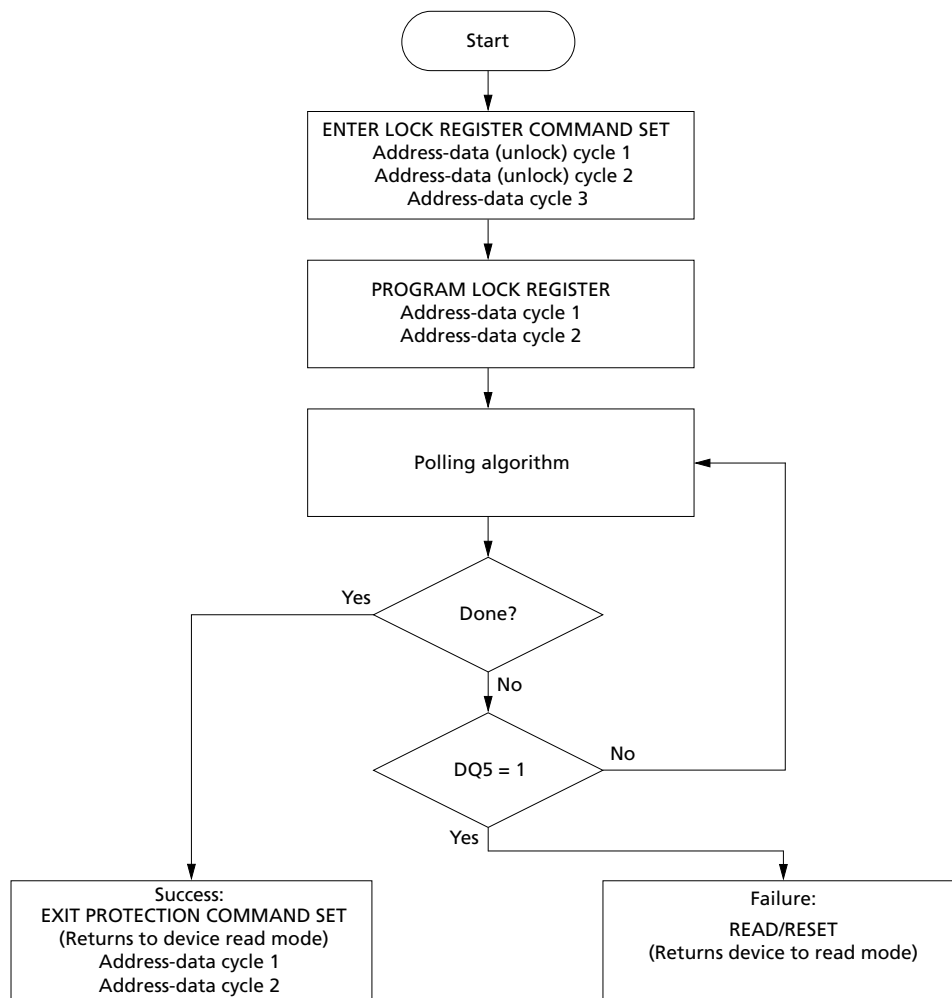 Start
ENTER LOCK REGISTER COMMAND SET
Address-data (unlock) cycle 1
Address-data (unlock) cycle 2
Address-data cycle 3
PROGRAM LOCK REGISTER
Address-data cycle 1
Address-data cycle 2
Polling algorithm
Yes
Done?
No
DQ5 = 1
No
Yes
Success:
EXIT PROTECTION COMMAND SET
(Returns to device read mode)
Address-data cycle 1
Address-data cycle 2
Failure:
READ/RESET
(Returns device to read mode)